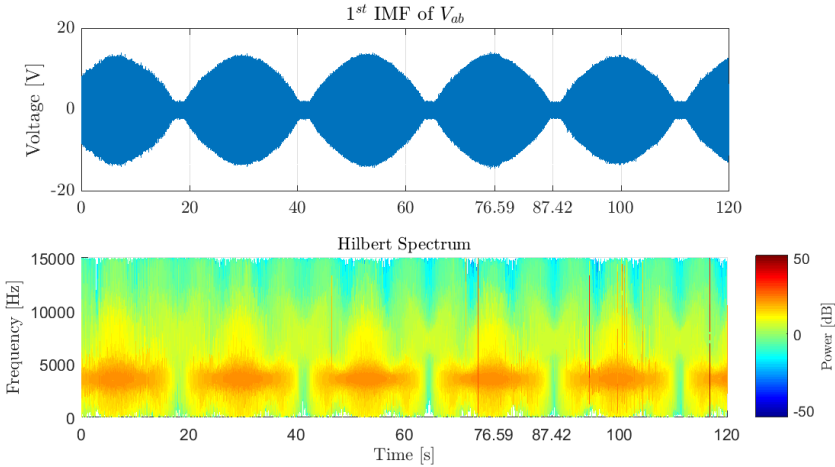 1st IMF of Vab
20
0
-20
Voltage [V]
0 20 40 60 76.59 87.42 100 120
Hilbert Spectrum
15000
10000
5000
0
Frequency [Hz]
0 20 40 60 76.59 87.42 100 120
Time [s]
50
0
-50
Power [dB]